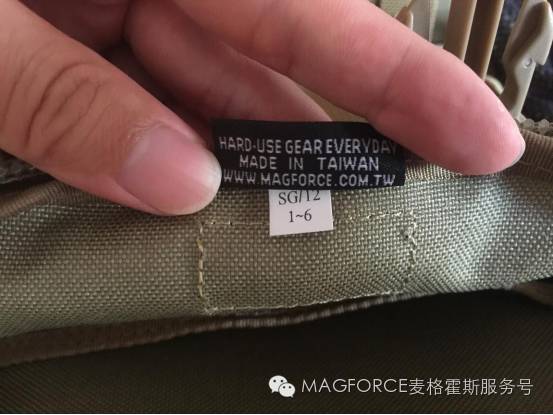 HARD-USE GEAR EVERYDAY
MADE IN TAIWAN
WWW.MAGFORCE.COM.TW
SG/12
1~6
MAGFORCE麦格霍斯服务号